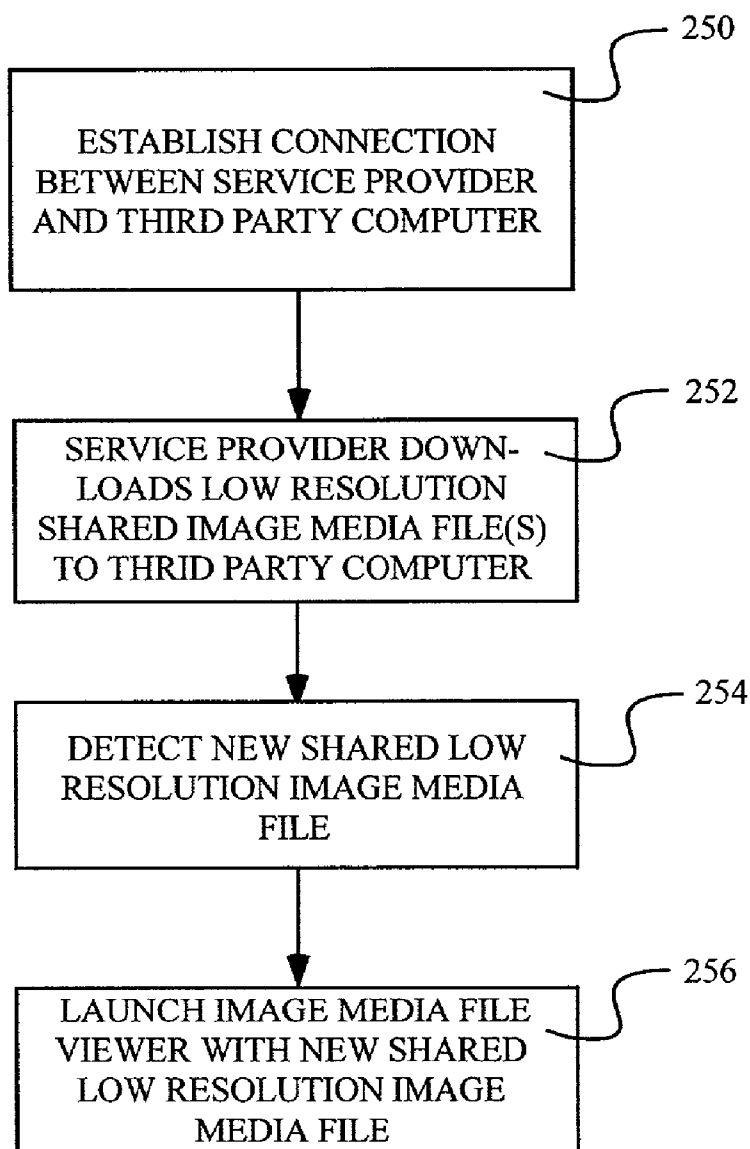 250
ESTABLISH CONNECTION
BETWEEN SERVICE PROVIDER
AND THIRD PARTY COMPUTER
252
SERVICE PROVIDER DOWN-
LOADS LOW RESOLUTION
SHARED IMAGE MEDIA FILE(S)
TO THRID PARTY COMPUTER
254
DETECT NEW SHARED LOW
RESOLUTION IMAGE MEDIA
FILE
256
LAUNCH IMAGE MEDIA FILE
VIEWER WITH NEW SHARED
LOW RESOLUTION IMAGE
MEDIA FILE